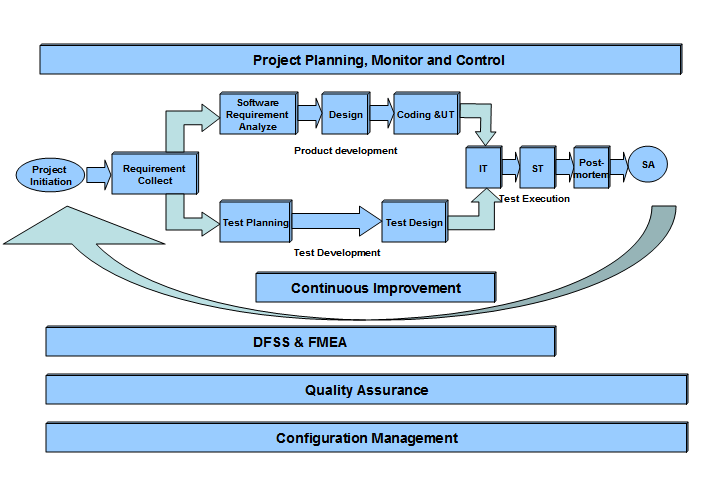 Project Planning, Monitor and Control
Software
Requirement
Analyze
Design
Coding &UT
Product development
Project
Initiation
Requirement
Collect
IT
ST
Post-
mortem
SA
Test Execution
Test Planning
Test Design
Test Development
Continuous Improvement
DFSS & FMEA
Quality Assurance
Configuration Management